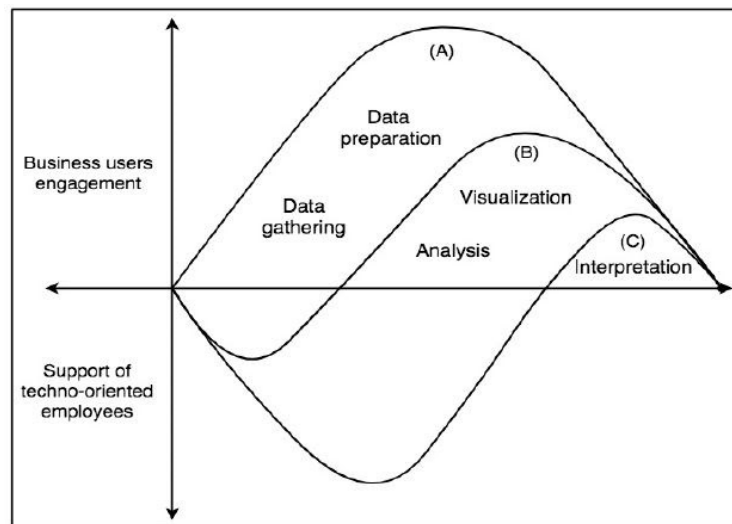 (A)
Data
preparation
Business users
engagement
(B)
Visualization
Data
gathering
Analysis
(C)
Interpretation
Support of
techno-oriented
employees